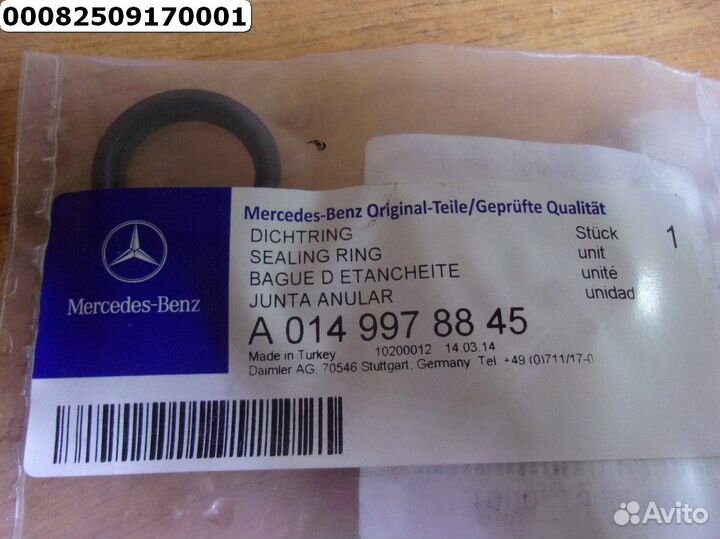 00082509170001
Mercedes-Benz Original-Teile/Geprüfte Qualität
DICHTRING Stück 1
SEALING RING unit
BAGUE D ETANCHEITE unité
JUNTA ANULAR unidad
Mercedes-Benz
A 014 997 88 45
Made in Turkey 10200012 14.03.14
Daimler AG, 70546 Stuttgart, Germany, Tel. +49 (0)711/17-0
Avito